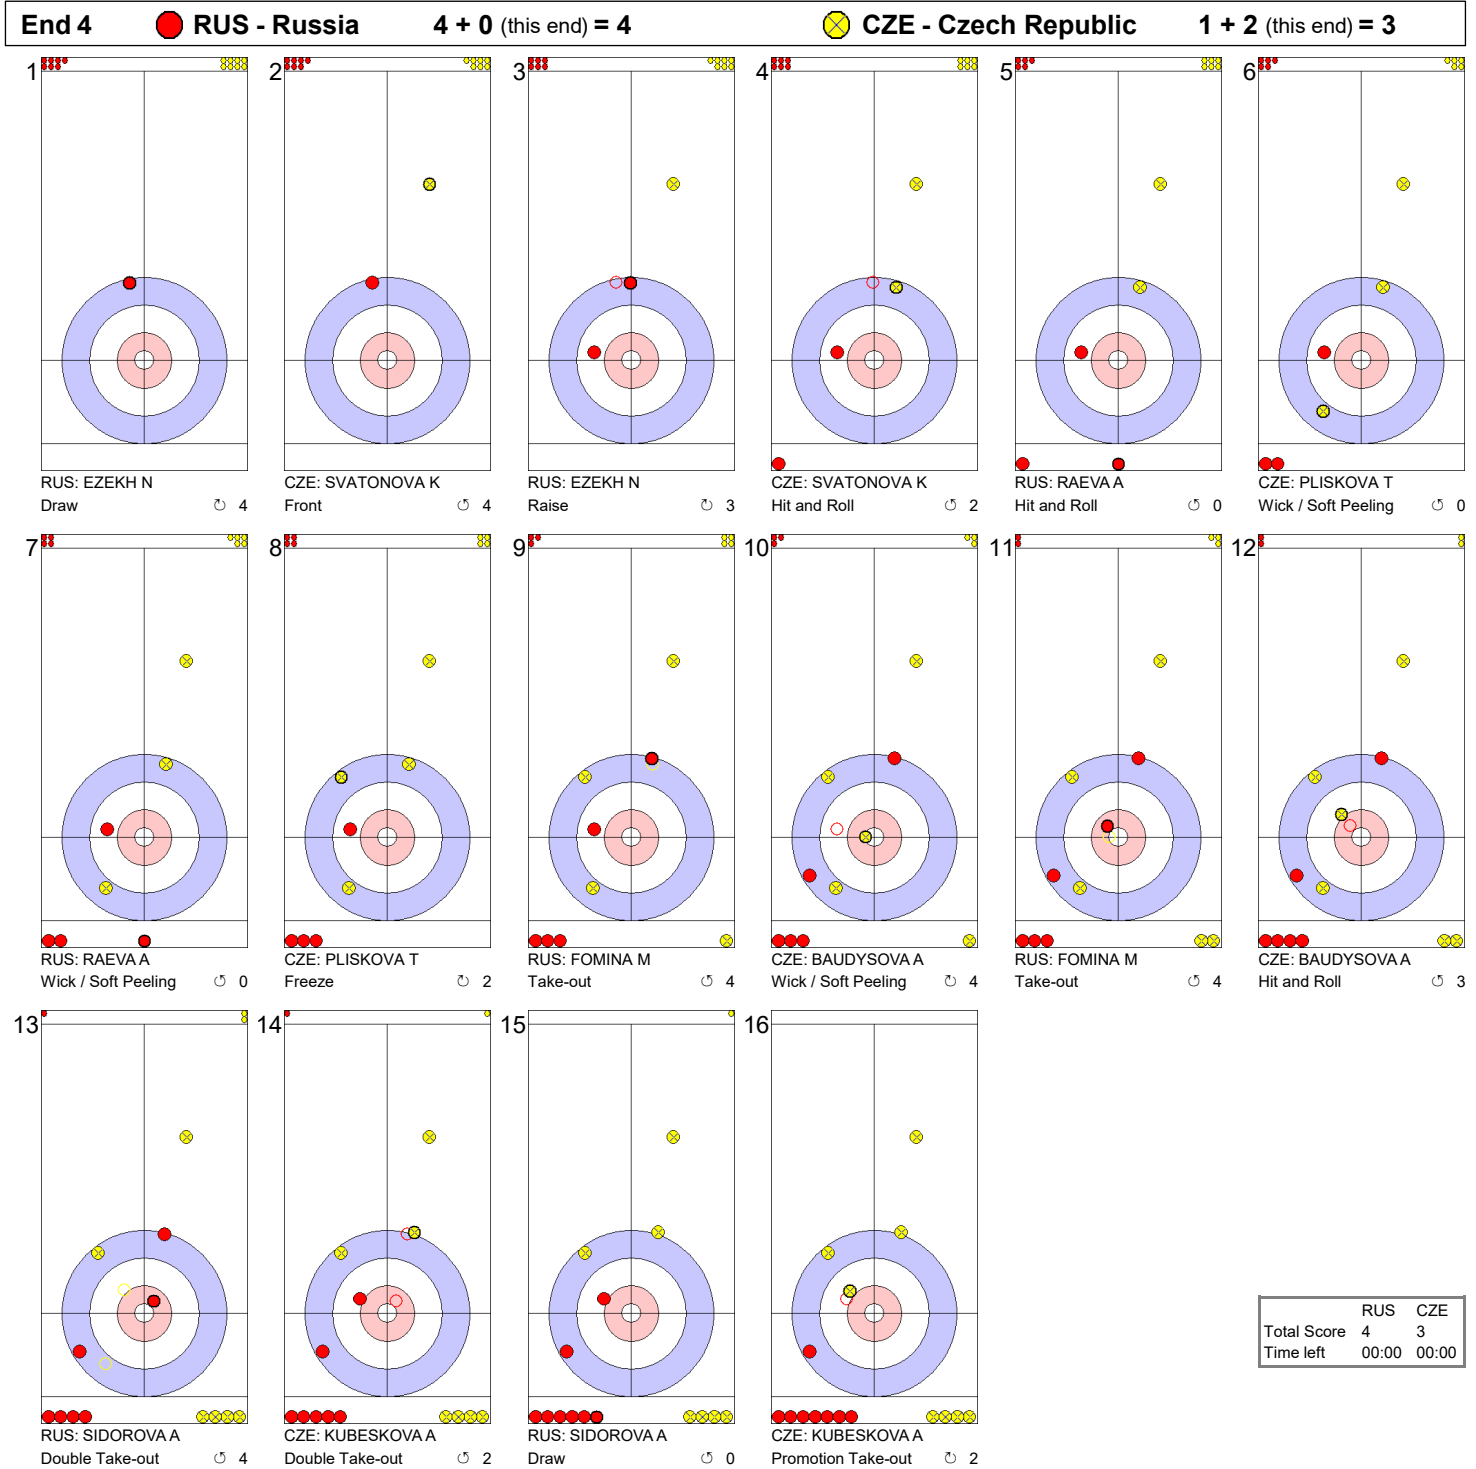 End 4 RUS - Russia 4 + 0 (this end) = 4 CZE - Czech Republic 1 + 2 (this end) = 3
1 2 3 4 5 6
RUS: EZEKH N CZE: SVATONOVA K RUS: EZEKH N CZE: SVATONOVA K RUS: RAEVA A CZE: PLISKOVA T
Draw ↻ 4 Front ↺ 4 Raise ↻ 3 Hit and Roll ↺ 2 Hit and Roll ↺ 0 Wick / Soft Peeling ↺ 0
7 8 9 10 11 12
RUS: RAEVA A CZE: PLISKOVA T RUS: FOMINA M CZE: BAUDYSOVA A RUS: FOMINA M CZE: BAUDYSOVA A
Wick / Soft Peeling ↺ 0 Freeze ↻ 2 Take-out ↺ 4 Wick / Soft Peeling ↻ 4 Take-out ↺ 4 Hit and Roll ↺ 3
13 14 15 16
RUS CZE
Total Score 4 3
Time left 00:00 00:00
RUS: SIDOROVA A CZE: KUBESKOVA A RUS: SIDOROVA A CZE: KUBESKOVA A
Double Take-out ↺ 4 Double Take-out ↺ 2 Draw ↺ 0 Promotion Take-out ↻ 2